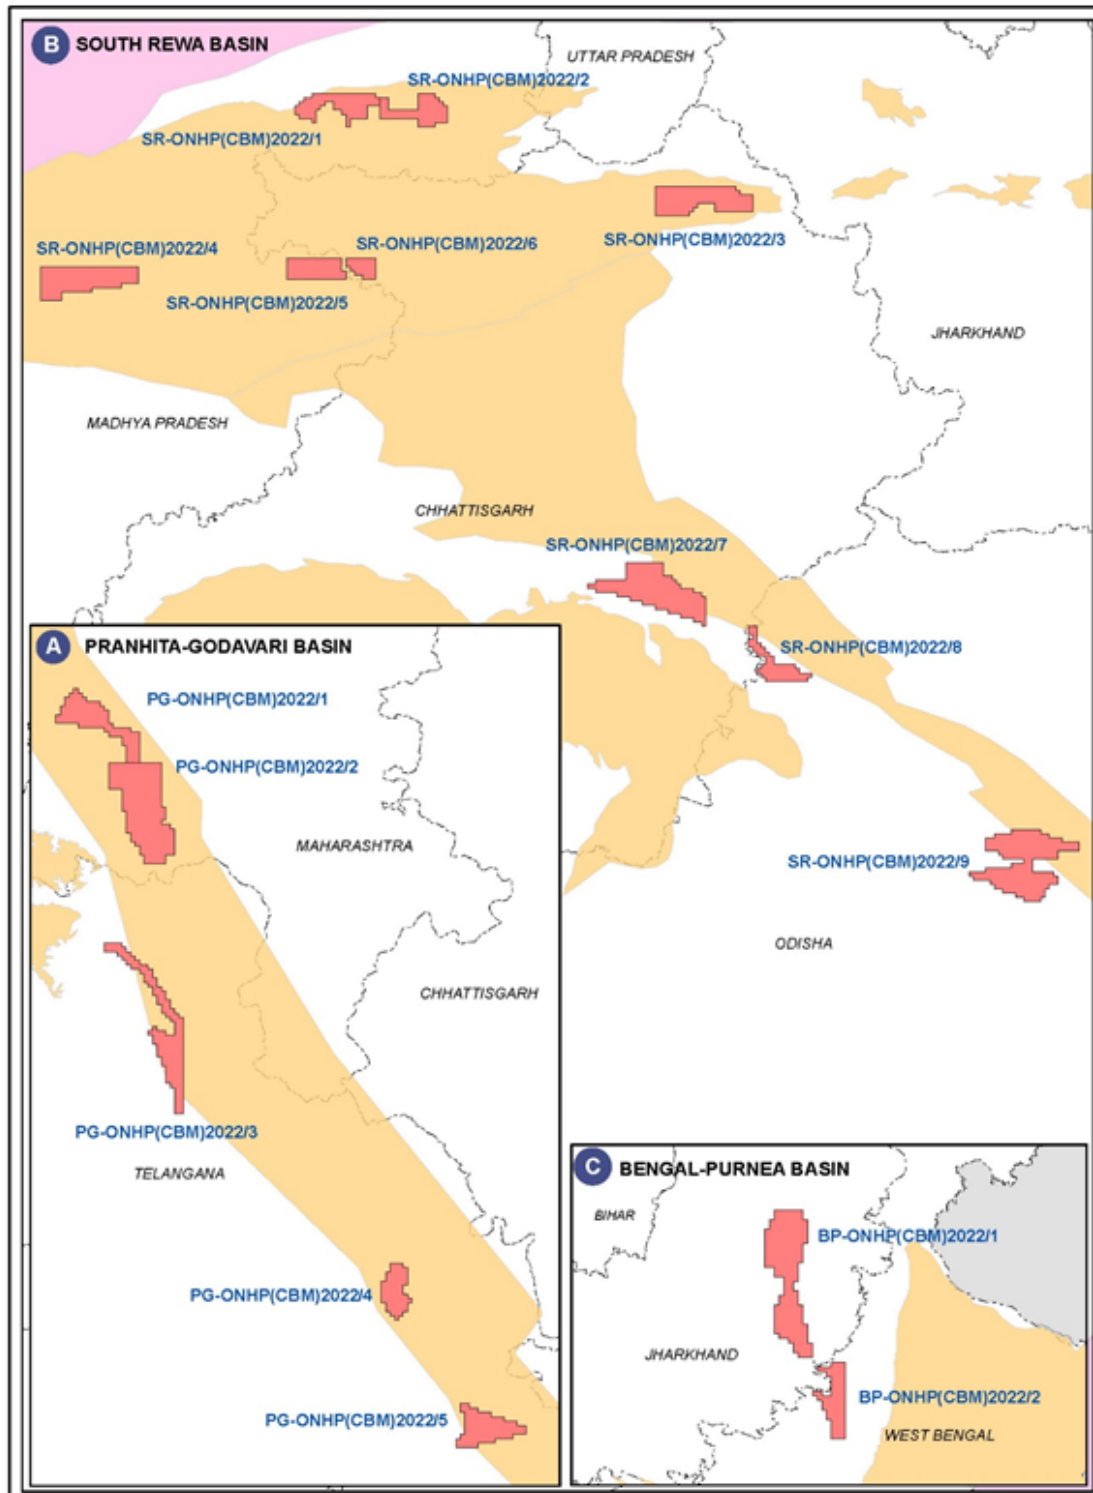 B SOUTH REWA BASIN
UTTAR PRADESH
SR-ONHP(CBM)2022/2
SR-ONHP(CBM)2022/1
SR-ONHP(CBM)2022/3
SR-ONHP(CBM)2022/4
SR-ONHP(CBM)2022/6
SR-ONHP(CBM)2022/5
JHARKHAND
MADHYA PRADESH
CHHATTISGARH
SR-ONHP(CBM)2022/7
SR-ONHP(CBM)2022/8
SR-ONHP(CBM)2022/9
ODISHA
A PRANHITA-GODAVARI BASIN
PG-ONHP(CBM)2022/1
PG-ONHP(CBM)2022/2
MAHARASHTRA
CHHATTISGARH
PG-ONHP(CBM)2022/3
TELANGANA
PG-ONHP(CBM)2022/4
PG-ONHP(CBM)2022/5
C BENGAL-PURNEA BASIN
BIHAR
BP-ONHP(CBM)2022/1
JHARKHAND
BP-ONHP(CBM)2022/2
WEST BENGAL